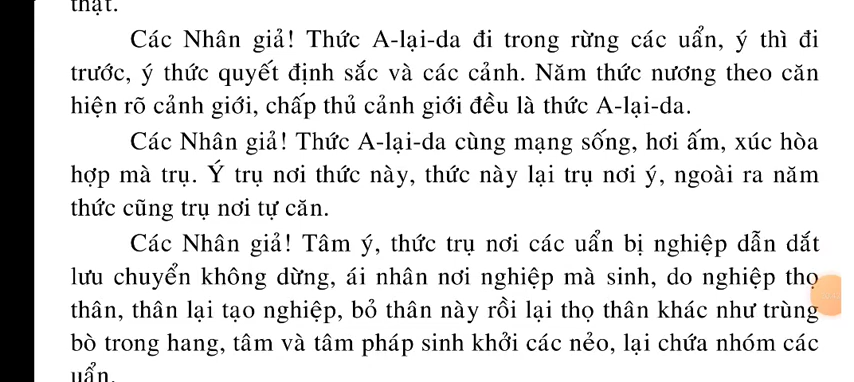 thật.
Các Nhân giả! Thức A-lại-da đi trong rừng các uẩn, ý thì đi
trước, ý thức quyết định sắc và các cảnh. Năm thức nương theo căn
hiện rõ cảnh giới, chấp thủ cảnh giới đều là thức A-lại-da.
Các Nhân giả! Thức A-lại-da cùng mạng sống, hơi ấm, xúc hòa
hợp mà trụ. Ý trụ nơi thức này, thức này lại trụ nơi ý, ngoài ra năm
thức cũng trụ nơi tự căn.
Các Nhân giả! Tâm ý, thức trụ nơi các uẩn bị nghiệp dẫn dắt
lưu chuyển không dừng, ái nhân nơi nghiệp mà sinh, do nghiệp thọ
thân, thân lại tạo nghiệp, bỏ thân này rồi lại thọ thân khác như trùng
bò trong hang, tâm và tâm pháp sinh khởi các nẻo, lại chứa nhóm các
uẩn.